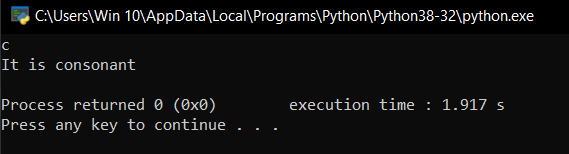 C:\Users\Win 10\AppData\Local\Programs\Python\Python38-32\python.exe
c
It is consonant
Process returned 0 (0x0)        execution time : 1.917 s
Press any key to continue . . .